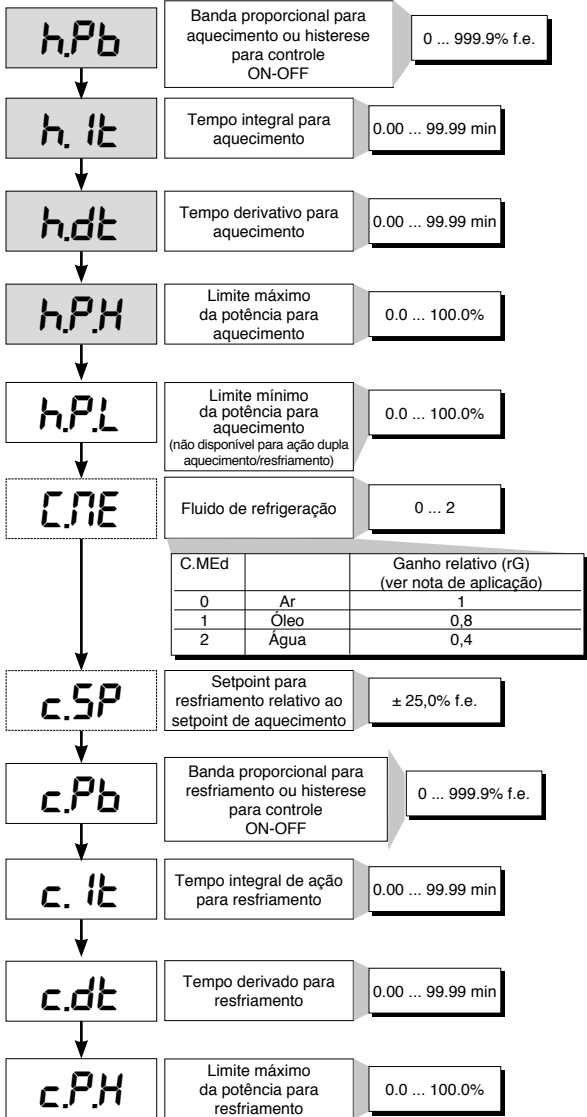 h.Pb
Banda proporcional para
aquecimento ou histerese
para controle
ON-OFF
0 ... 999.9% f.e.
h. It
Tempo integral para
aquecimento
0.00 ... 99.99 min
h.dt
Tempo derivativo para
aquecimento
0.00 ... 99.99 min
h.P.H
Limite máximo
da potência para
aquecimento
0.0 ... 100.0%
h.P.L
Limite mínimo
da potência para
aquecimento
(não disponível para ação dupla
aquecimento/resfriamento)
0.0 ... 100.0%
C.ME
Fluido de refrigeração
0 ... 2
C.MEd Ganho relativo (rG)
(ver nota de aplicação)
0 Ar 1
1 Óleo 0,8
2 Água 0,4
c.SP
Setpoint para
resfriamento relativo ao
setpoint de aquecimento
± 25,0% f.e.
c.Pb
Banda proporcional para
resfriamento ou histerese
para controle
ON-OFF
0 ... 999.9% f.e.
c. It
Tempo integral de ação
para resfriamento
0.00 ... 99.99 min
c.dt
Tempo derivado para
resfriamento
0.00 ... 99.99 min
c.P.H
Limite máximo
da potência para
resfriamento
0.0 ... 100.0%